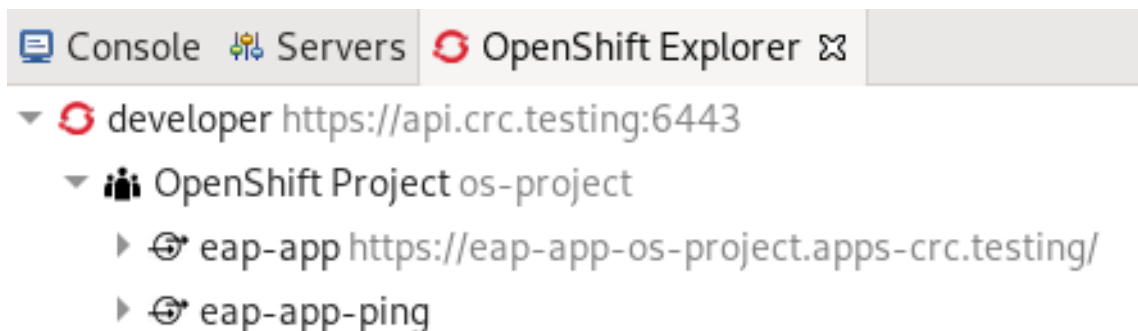 Console Servers OpenShift Explorer
developer https://api.crc.testing:6443
OpenShift Project os-project
eap-app https://eap-app-os-project.apps-crc.testing/
eap-app-ping